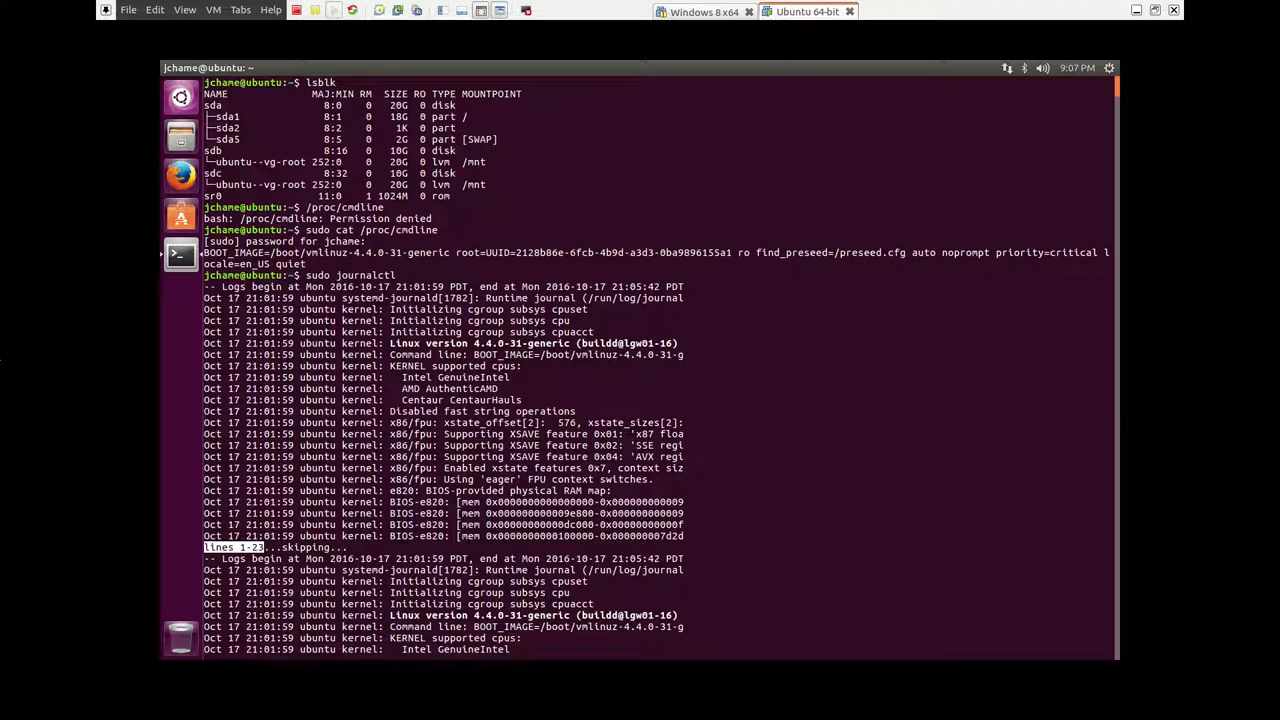 File Edit View VM Tabs Help
Windows 8 x64 Ubuntu 64-bit
jchame@ubuntu: ~ 9:07 PM
jchame@ubuntu:~$ lsblk
NAME MAJ:MIN RM SIZE RO TYPE MOUNTPOINT
sda 8:0 0 20G 0 disk
├─sda1 8:1 0 18G 0 part /
├─sda2 8:2 0 1K 0 part
└─sda5 8:5 0 2G 0 part [SWAP]
sdb 8:16 0 10G 0 disk
└─ubuntu--vg-root 252:0 0 20G 0 lvm /mnt
sdc 8:32 0 10G 0 disk
└─ubuntu--vg-root 252:0 0 20G 0 lvm /mnt
sr0 11:0 1 1024M 0 rom
jchame@ubuntu:~$ /proc/cmdline
bash: /proc/cmdline: Permission denied
jchame@ubuntu:~$ sudo cat /proc/cmdline
[sudo] password for jchame:
BOOT_IMAGE=/boot/vmlinuz-4.4.0-31-generic root=UUID=2128b86e-6fcb-4b9d-a3d3-0ba9896155a1 ro find_preseed=/preseed.cfg auto noprompt priority=critical l
ocale=en_US quiet
jchame@ubuntu:~$ sudo journalctl
-- Logs begin at Mon 2016-10-17 21:01:59 PDT, end at Mon 2016-10-17 21:05:42 PDT
Oct 17 21:01:59 ubuntu systemd-journald[1782]: Runtime journal (/run/log/journal
Oct 17 21:01:59 ubuntu kernel: Initializing cgroup subsys cpuset
Oct 17 21:01:59 ubuntu kernel: Initializing cgroup subsys cpu
Oct 17 21:01:59 ubuntu kernel: Initializing cgroup subsys cpuacct
Oct 17 21:01:59 ubuntu kernel: Linux version 4.4.0-31-generic (buildd@lgw01-16)
Oct 17 21:01:59 ubuntu kernel: Command line: BOOT_IMAGE=/boot/vmlinuz-4.4.0-31-g
Oct 17 21:01:59 ubuntu kernel: KERNEL supported cpus:
Oct 17 21:01:59 ubuntu kernel: Intel GenuineIntel
Oct 17 21:01:59 ubuntu kernel: AMD AuthenticAMD
Oct 17 21:01:59 ubuntu kernel: Centaur CentaurHauls
Oct 17 21:01:59 ubuntu kernel: Disabled fast string operations
Oct 17 21:01:59 ubuntu kernel: x86/fpu: xstate_offset[2]: 576, xstate_sizes[2]:
Oct 17 21:01:59 ubuntu kernel: x86/fpu: Supporting XSAVE feature 0x01: 'x87 floa
Oct 17 21:01:59 ubuntu kernel: x86/fpu: Supporting XSAVE feature 0x02: 'SSE regi
Oct 17 21:01:59 ubuntu kernel: x86/fpu: Supporting XSAVE feature 0x04: 'AVX regi
Oct 17 21:01:59 ubuntu kernel: x86/fpu: Enabled xstate features 0x7, context siz
Oct 17 21:01:59 ubuntu kernel: x86/fpu: Using 'eager' FPU context switches.
Oct 17 21:01:59 ubuntu kernel: e820: BIOS-provided physical RAM map:
Oct 17 21:01:59 ubuntu kernel: BIOS-e820: [mem 0x0000000000000000-0x000000000009
Oct 17 21:01:59 ubuntu kernel: BIOS-e820: [mem 0x000000000009e800-0x000000000009
Oct 17 21:01:59 ubuntu kernel: BIOS-e820: [mem 0x00000000000dc000-0x00000000000f
Oct 17 21:01:59 ubuntu kernel: BIOS-e820: [mem 0x0000000000100000-0x000000007d2d
lines 1-23...skipping...
-- Logs begin at Mon 2016-10-17 21:01:59 PDT, end at Mon 2016-10-17 21:05:42 PDT
Oct 17 21:01:59 ubuntu systemd-journald[1782]: Runtime journal (/run/log/journal
Oct 17 21:01:59 ubuntu kernel: Initializing cgroup subsys cpuset
Oct 17 21:01:59 ubuntu kernel: Initializing cgroup subsys cpu
Oct 17 21:01:59 ubuntu kernel: Initializing cgroup subsys cpuacct
Oct 17 21:01:59 ubuntu kernel: Linux version 4.4.0-31-generic (buildd@lgw01-16)
Oct 17 21:01:59 ubuntu kernel: Command line: BOOT_IMAGE=/boot/vmlinuz-4.4.0-31-g
Oct 17 21:01:59 ubuntu kernel: KERNEL supported cpus:
Oct 17 21:01:59 ubuntu kernel: Intel GenuineIntel